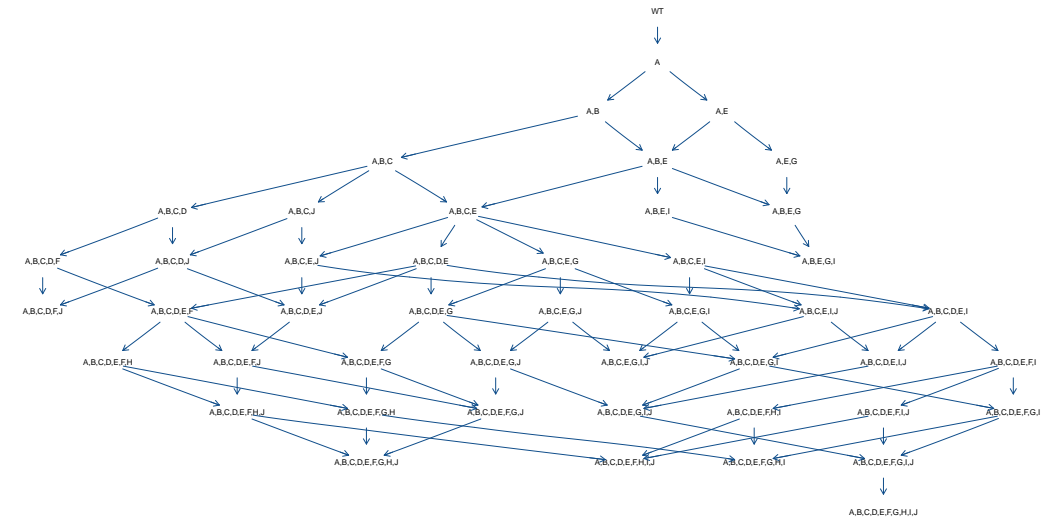 WT
A
A,B
A,E
A,B,C
A,B,E
A,E,G
A,B,C,D
A,B,C,J
A,B,C,E
A,B,E,I
A,B,E,G
A,B,C,D,F
A,B,C,D,J
A,B,C,E,J
A,B,C,D,E
A,B,C,E,G
A,B,C,E,I
A,B,E,G,I
A,B,C,D,F,J
A,B,C,D,E,F
A,B,C,D,E,J
A,B,C,D,E,G
A,B,C,E,G,J
A,B,C,E,G,I
A,B,C,E,I,J
A,B,C,D,E,I
A,B,C,D,E,F,H
A,B,C,D,E,F,J
A,B,C,D,E,F,G
A,B,C,D,E,G,J
A,B,C,E,G,I,J
A,B,C,D,E,G,I
A,B,C,D,E,I,J
A,B,C,D,E,F,I
A,B,C,D,E,F,H,J
A,B,C,D,E,F,G,H
A,B,C,D,E,F,G,J
A,B,C,D,E,G,I,J
A,B,C,D,E,F,H,I
A,B,C,D,E,F,I,J
A,B,C,D,E,F,G,I
A,B,C,D,E,F,G,H,J
A,B,C,D,E,F,H,I,J
A,B,C,D,E,F,G,H,I
A,B,C,D,E,F,G,I,J
A,B,C,D,E,F,G,H,I,J